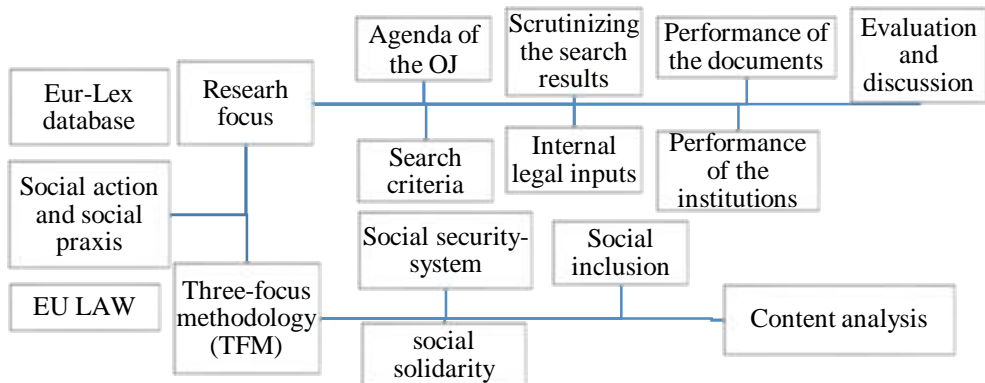 Eur-Lex
database
Social action
and social
praxis
EU LAW
Researh
focus
Three-focus
methodology
(TFM)
Agenda of
the OJ
Scrutinizing
the search
results
Performance of
the documents
Evaluation
and
discussion
Search
criteria
Internal
legal inputs
Performance
of the
institutions
Social security-
system
Social
inclusion
social
solidarity
Content analysis